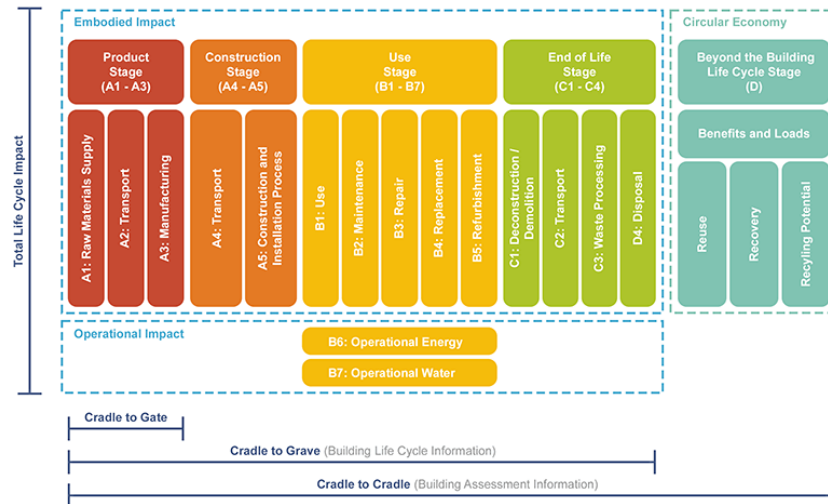 Total Life Cycle Impact
Embodied Impact
Circular Economy
Product
Stage
(A1 - A3)
Construction
Stage
(A4 - A5)
Use
Stage
(B1 - B7)
End of Life
Stage
(C1 - C4)
Beyond the Building
Life Cycle Stage
(D)
Benefits and Loads
A1: Raw Materials Supply
A2: Transport
A3: Manufacturing
A4: Transport
A5: Construction and
Installation Process
B1: Use
B2: Maintenance
B3: Repair
B4: Replacement
B5: Refurbishment
C1: Deconstruction /
Demolition
C2: Transport
C3: Waste Processing
D4: Disposal
Reuse
Recovery
Recyling Potential
Operational Impact
B6: Operational Energy
B7: Operational Water
Cradle to Gate
Cradle to Grave (Building Life Cycle Information)
Cradle to Cradle (Building Assessment Information)